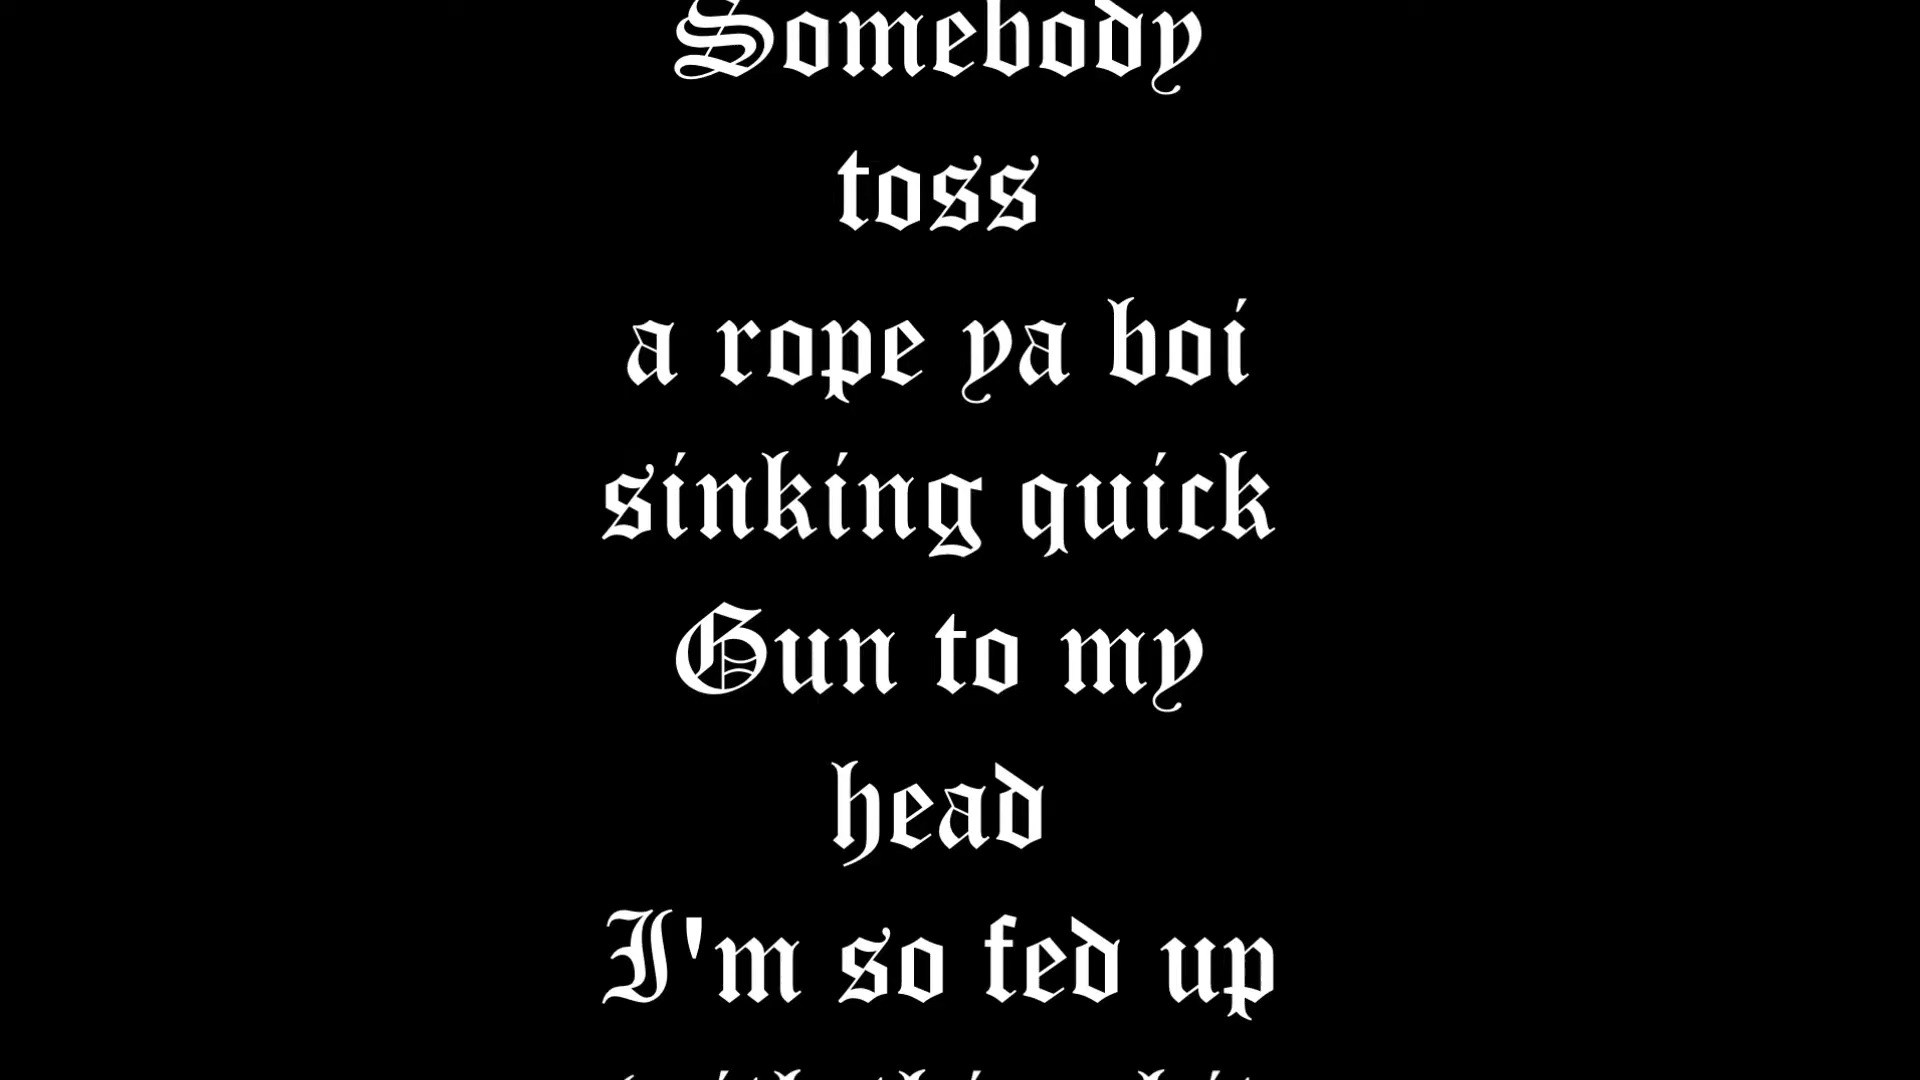 Somebody
toss
a rope ya boi
sinking quick
Gun to my
head
I'm so fed up